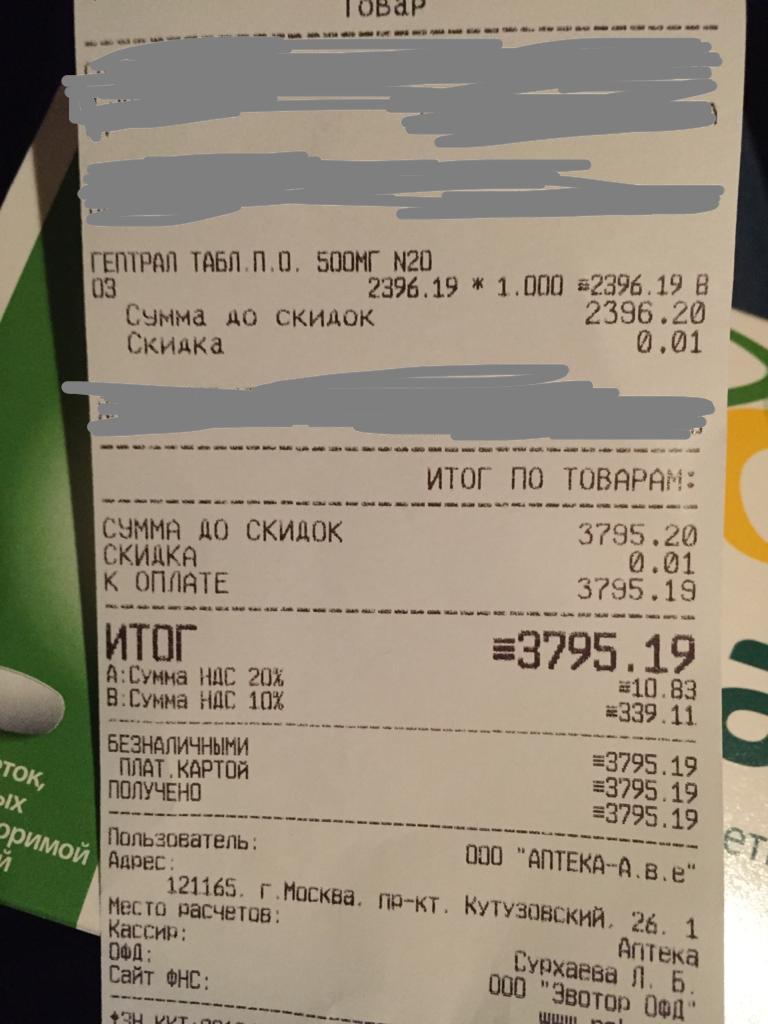 Товар
ГЕПТРАЛ ТАБЛ.П.О. 500МГ N20
03 2396.19 * 1.000 ≡2396.19 В
Сумма до скидок 2396.20
Скидка 0.01
ИТОГ ПО ТОВАРАМ:
СУММА ДО СКИДОК 3795.20
СКИДКА 0.01
К ОПЛАТЕ 3795.19
ИТОГ ≡3795.19
А:Сумма НДС 20% ≡10.83
В:Сумма НДС 10% ≡339.11
БЕЗНАЛИЧНЫМИ ≡3795.19
ПЛАТ.КАРТОЙ ≡3795.19
ПОЛУЧЕНО ≡3795.19
Пользователь: ООО "АПТЕКА-А.в.е"
Адрес:
121165, г.Москва, пр-кт. Кутузовский, 26, 1
Место расчетов: Аптека
Кассир: Сурхаева Л. Б.
ОФД: ООО "Эвотор ОФД"
Сайт ФНС: